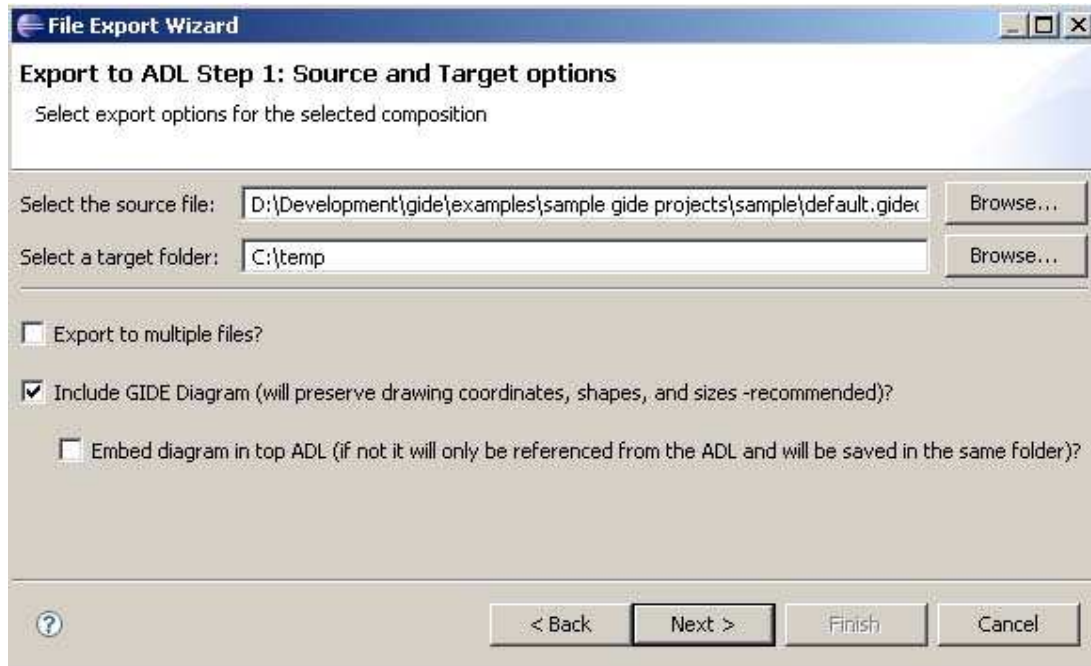 File Export Wizard
Export to ADL Step 1: Source and Target options
Select export options for the selected composition
Select the source file: D:\Development\gide\examples\sample gide projects\sample\default.gidec Browse...
Select a target folder: C:\temp Browse...
Export to multiple files?
Include GIDE Diagram (will preserve drawing coordinates, shapes, and sizes -recommended)?
Embed diagram in top ADL (if not it will only be referenced from the ADL and will be saved in the same folder)?
? < Back Next > Finish Cancel